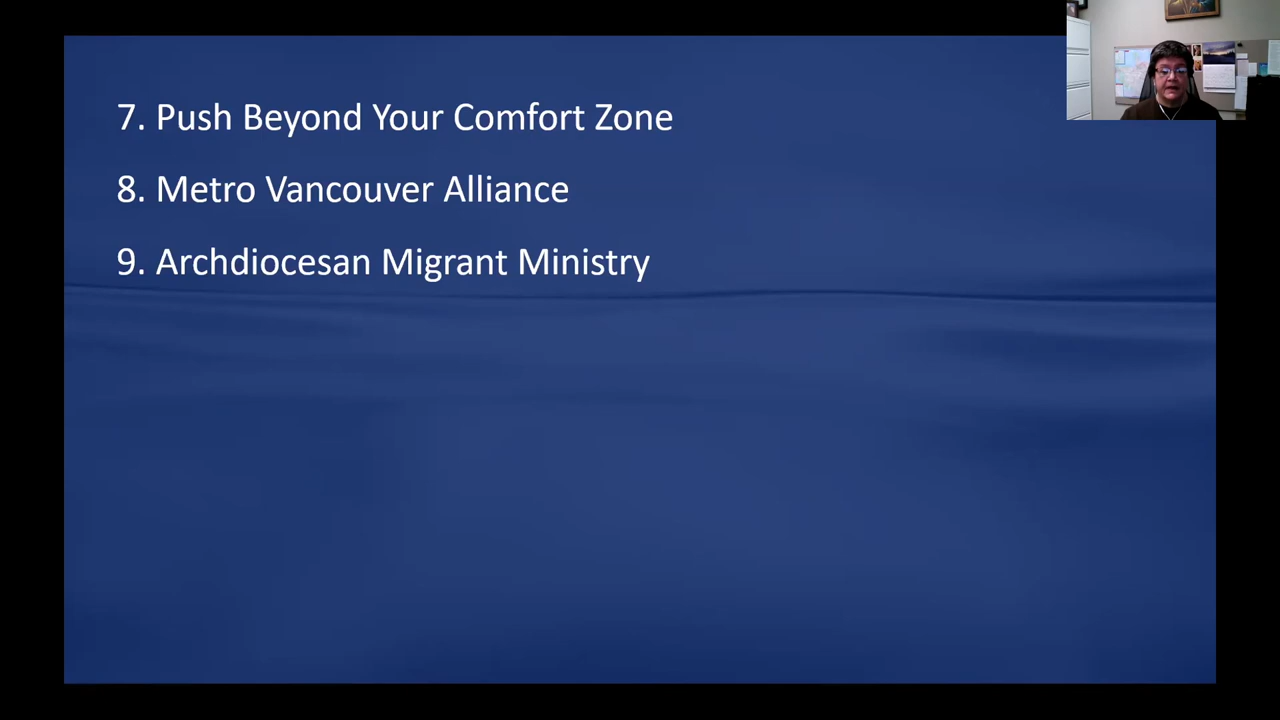 7. Push Beyond Your Comfort Zone
8. Metro Vancouver Alliance
9. Archdiocesan Migrant Ministry